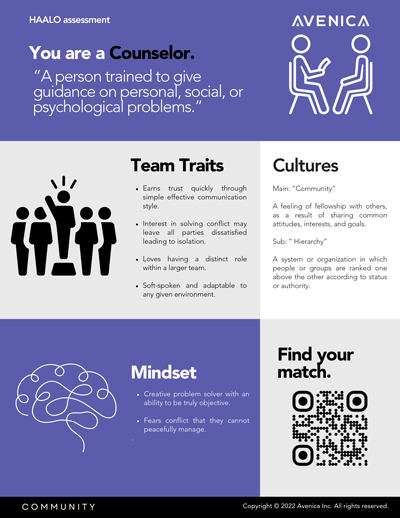 HAALO assessment
AVENICA
You are a Counselor.
“A person trained to give
guidance on personal, social, or
psychological problems.”
Team Traits
• Earns trust quickly through
simple effective communication
style.
• Interest in solving conflict may
leave all parties dissatisfied
leading to isolation.
• Loves having a distinct role
within a larger team.
• Soft-spoken and adaptable to
any given environment.
Cultures
Main: “Community”
A feeling of fellowship with others,
as a result of sharing common
attitudes, interests, and goals.
Sub: “ Hierarchy”
A system or organization in which
people or groups are ranked one
above the other according to status
or authority.
Mindset
• Creative problem solver with an
ability to be truly objective.
• Fears conflict that they cannot
peacefully manage.
.
Find your
match.
COMMUNITY
Copyright © 2022 Avenica Inc. All rights reserved.